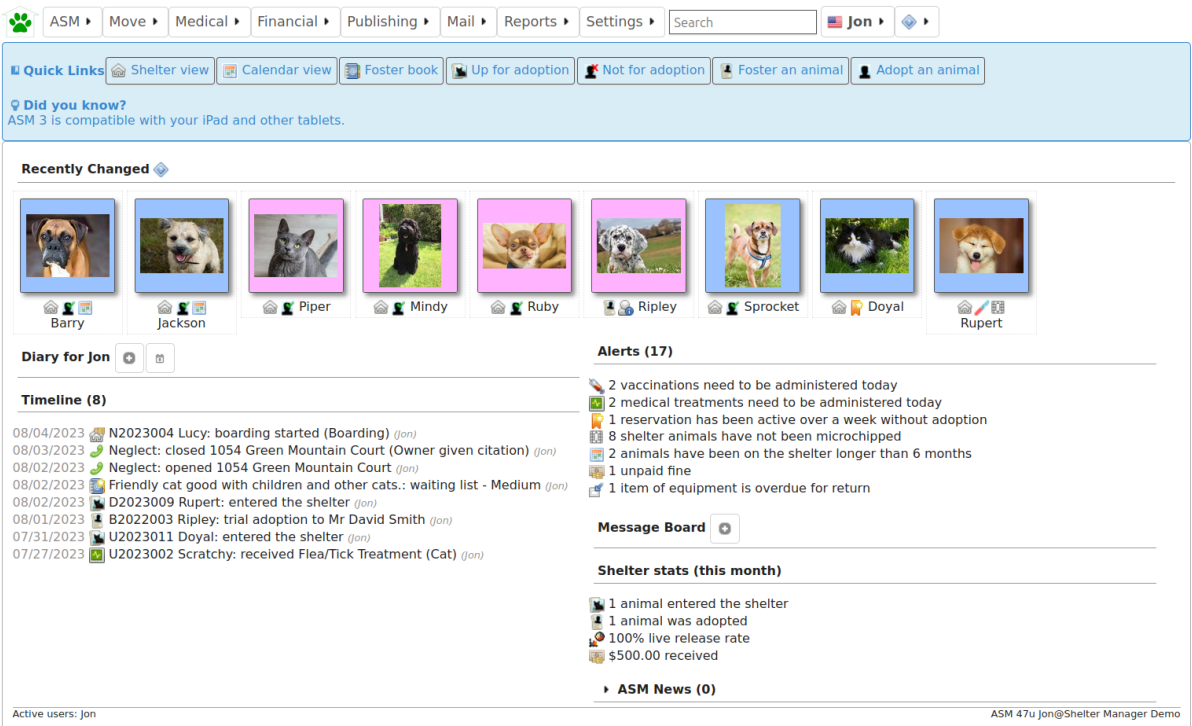 ASM Move Medical Financial Publishing Mail Reports Settings Search Jon
Quick Links Shelter view Calendar view Foster book Up for adoption Not for adoption Foster an animal Adopt an animal
Did you know?
ASM 3 is compatible with your iPad and other tablets.
Recently Changed
Barry
Jackson
Piper
Mindy
Ruby
Ripley
Sprocket
Doyal
Rupert
Diary for Jon
Timeline (8)
08/04/2023 N2023004 Lucy: boarding started (Boarding) (Jon)
08/03/2023 Neglect: closed 1054 Green Mountain Court (Owner given citation) (Jon)
08/02/2023 Neglect: opened 1054 Green Mountain Court (Jon)
08/02/2023 Friendly cat good with children and other cats.: waiting list - Medium (Jon)
08/02/2023 D2023009 Rupert: entered the shelter (Jon)
08/01/2023 B2022003 Ripley: trial adoption to Mr David Smith (Jon)
07/31/2023 U2023011 Doyal: entered the shelter (Jon)
07/27/2023 U2023002 Scratchy: received Flea/Tick Treatment (Cat) (Jon)
Alerts (17)
2 vaccinations need to be administered today
2 medical treatments need to be administered today
1 reservation has been active over a week without adoption
8 shelter animals have not been microchipped
2 animals have been on the shelter longer than 6 months
1 unpaid fine
1 item of equipment is overdue for return
Message Board
Shelter stats (this month)
1 animal entered the shelter
1 animal was adopted
100% live release rate
$500.00 received
ASM News (0)
Active users: Jon
ASM 47u Jon@Shelter Manager Demo